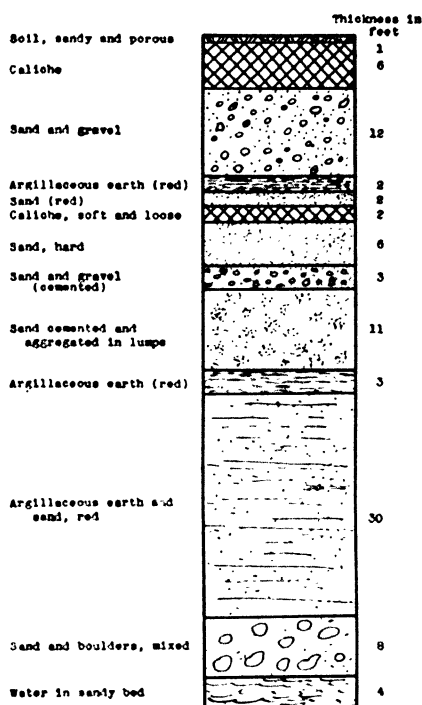 Thickness in
feet
Soil, sandy and porous 1
Caliche 6
Sand and gravel 12
Argillaceous earth (red) 2
Sand (red) 2
Caliche, soft and loose 2
Sand, hard 6
Sand and gravel
(cemented) 3
Sand cemented and
aggregated in lumps 11
Argillaceous earth (red) 3
Argillaceous earth and
sand, red 30
Sand and boulders, mixed 8
Water in sandy bed 4